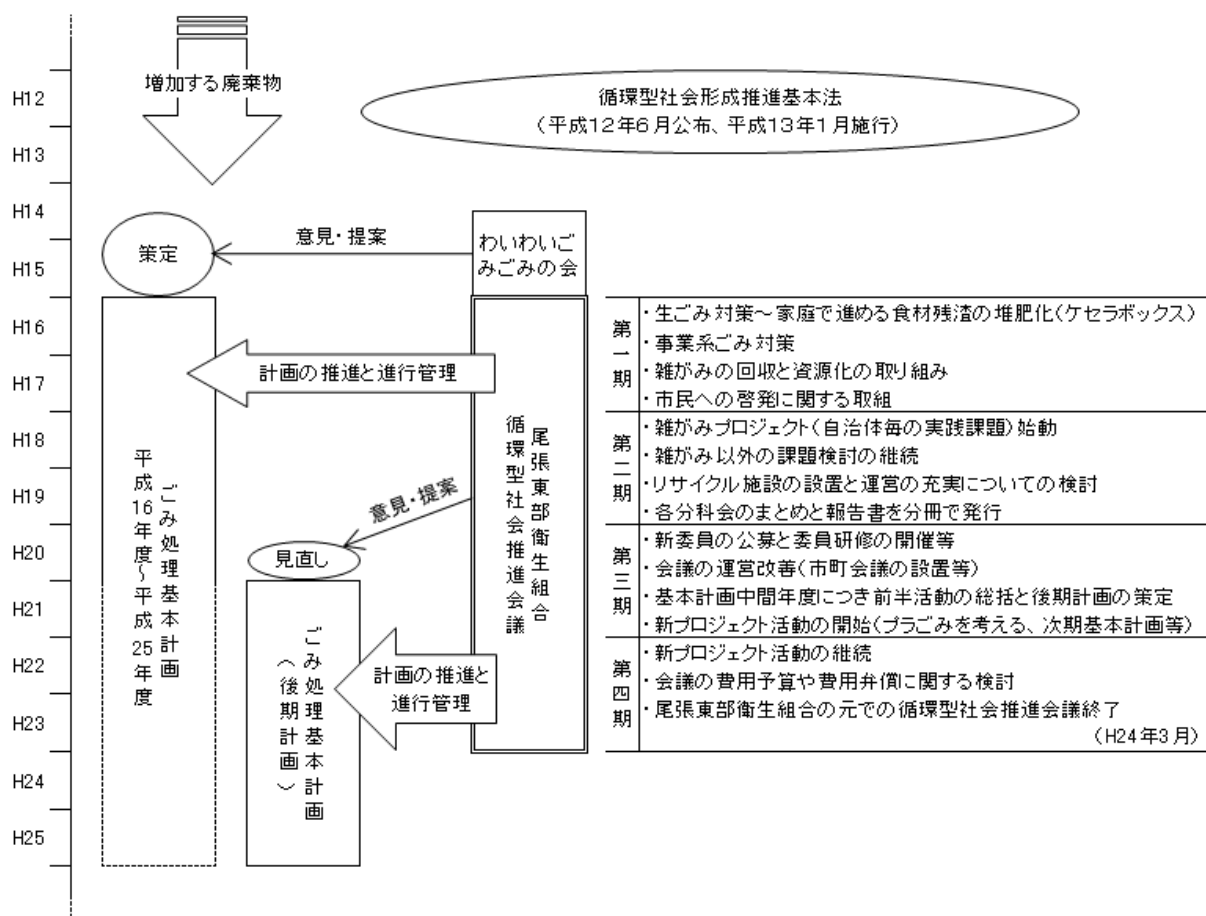 増加する廃棄物
循環型社会形成推進基本法
（平成12年6月公布、平成13年1月施行）
H12
H13
H14
H15
H16
H17
H18
H19
H20
H21
H22
H23
H24
H25
策定
意見・提案
わいわいご
みごみの会
計画の推進と進行管理
ごみ処理基本計画
平成16年度～平成25年度
尾張東部衛生組合
循環型社会推進会議
意見・提案
見直し
ごみ処理基本計画
（後期計画）
計画の推進と
進行管理
第一期
・生ごみ対策～家庭で進める食材残渣の堆肥化（ケセラボックス）
・事業系ごみ対策
・雑がみの回収と資源化の取り組み
・市民への啓発に関する取組
第二期
・雑がみプロジェクト（自治体毎の実践課題）始動
・雑がみ以外の課題検討の継続
・リサイクル施設の設置と運営の充実についての検討
・各分科会のまとめと報告書を分冊で発行
第三期
・新委員の公募と委員研修の開催等
・会議の運営改善（市町会議の設置等）
・基本計画中間年度につき前半活動の総括と後期計画の策定
・新プロジェクト活動の開始（プラごみを考える、次期基本計画等）
第四期
・新プロジェクト活動の継続
・会議の費用予算や費用弁償に関する検討
・尾張東部衛生組合の元での循環型社会推進会議終了
（H24年3月）